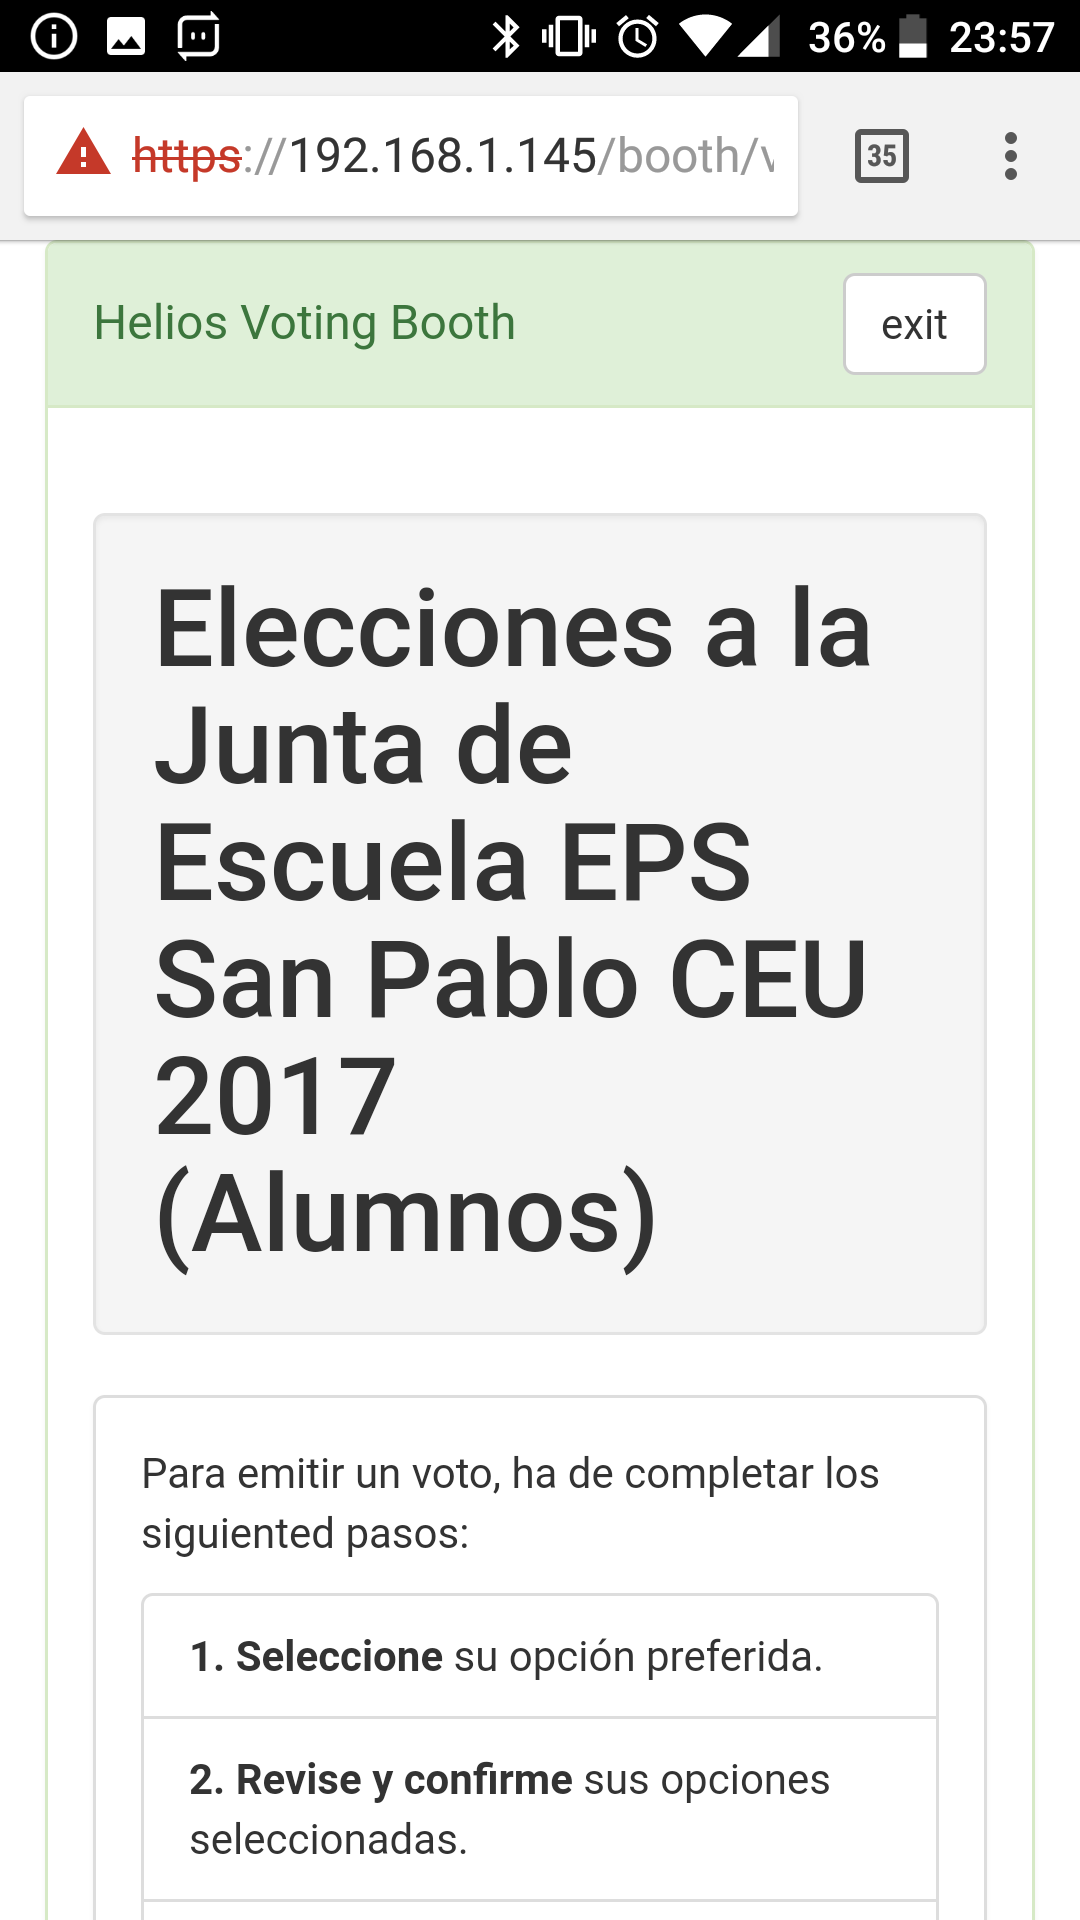 36% 23:57
https://192.168.1.145/booth/v
35
Helios Voting Booth
exit
Elecciones a la
Junta de
Escuela EPS
San Pablo CEU
2017
(Alumnos)
Para emitir un voto, ha de completar los
siguiented pasos:
1. Seleccione su opción preferida.
2. Revise y confirme sus opciones
seleccionadas.